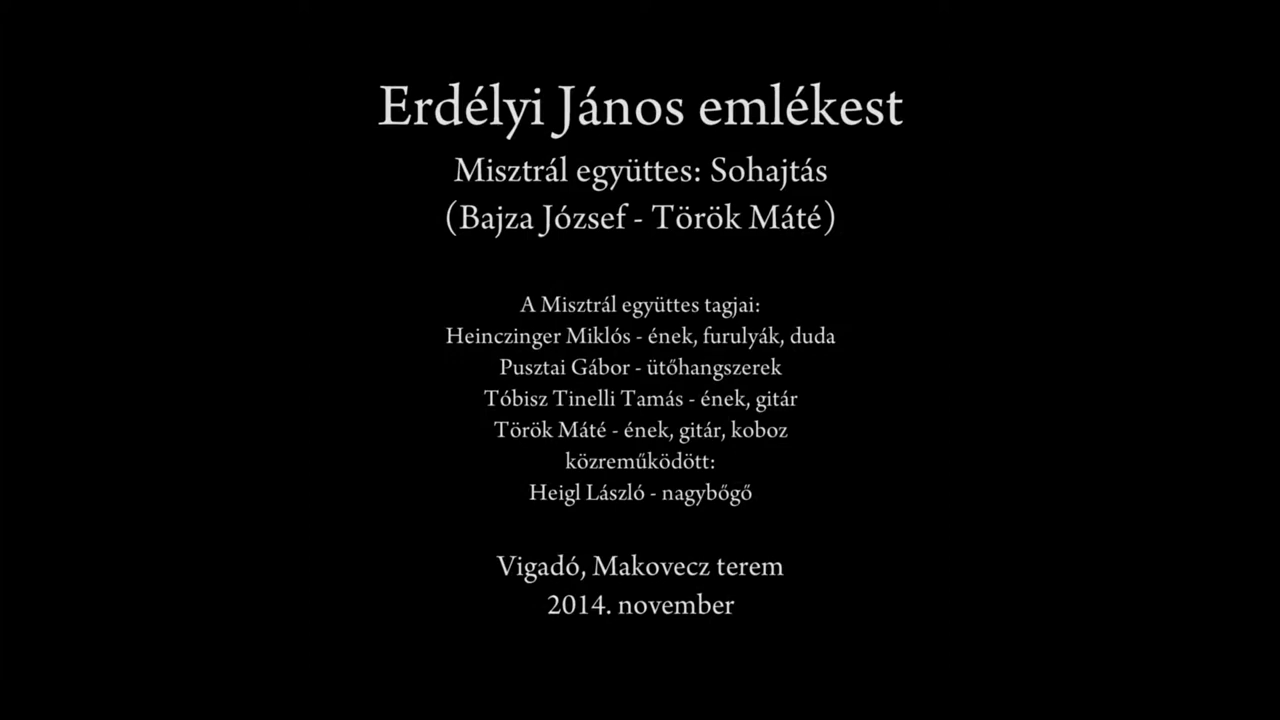 Erdélyi János emlékest
Misztrál együttes: Sohajtás
(Bajza József - Török Máté)
A Misztrál együttes tagjai:
Heinczinger Miklós - ének, furulyák, duda
Pusztai Gábor - ütőhangszerek
Tóbisz Tinelli Tamás - ének, gitár
Török Máté - ének, gitár, koboz
közreműködött:
Heigl László - nagybőgő
Vigadó, Makovecz terem
2014. november